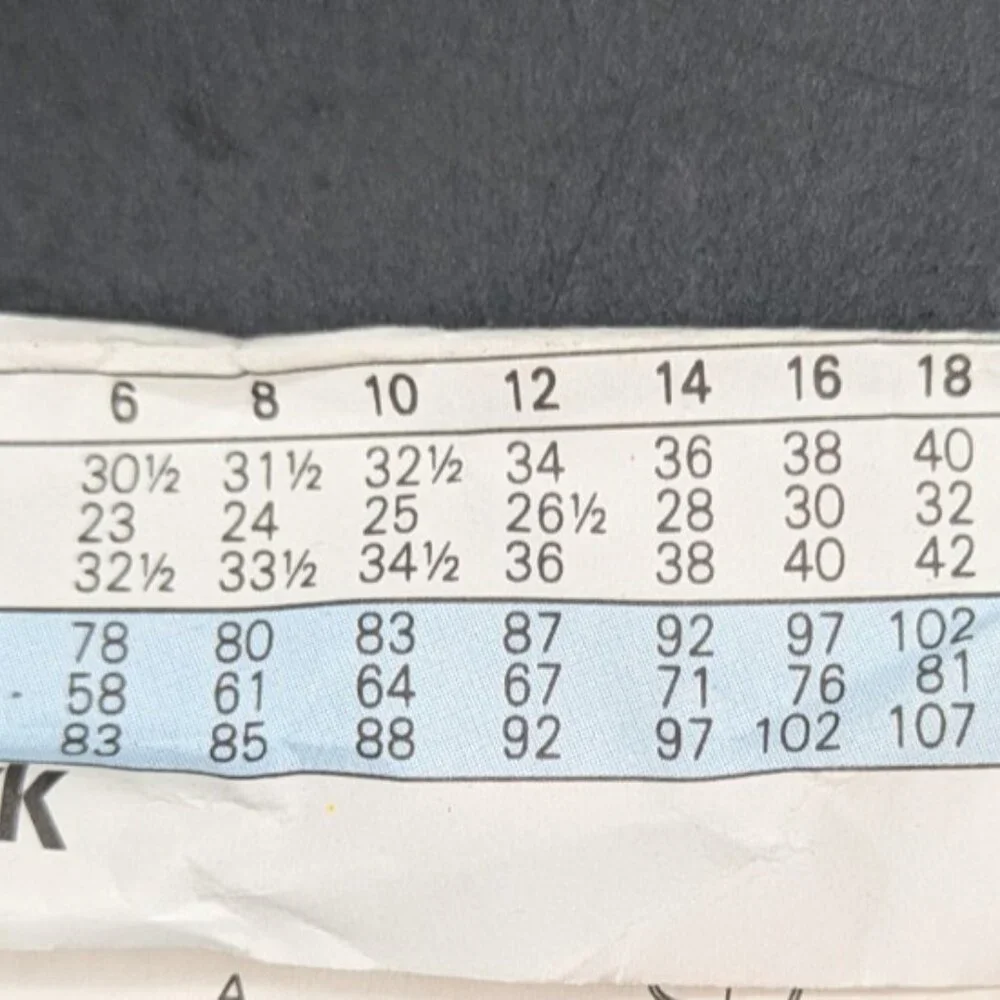 6 8 10 12 14 16 18
30½ 31½ 32½ 34 36 38 40
23 24 25 26½ 28 30 32
32½ 33½ 34½ 36 38 40 42
78 80 83 87 92 97 102
58 61 64 67 71 76 81
83 85 88 92 97 102 107
K
A